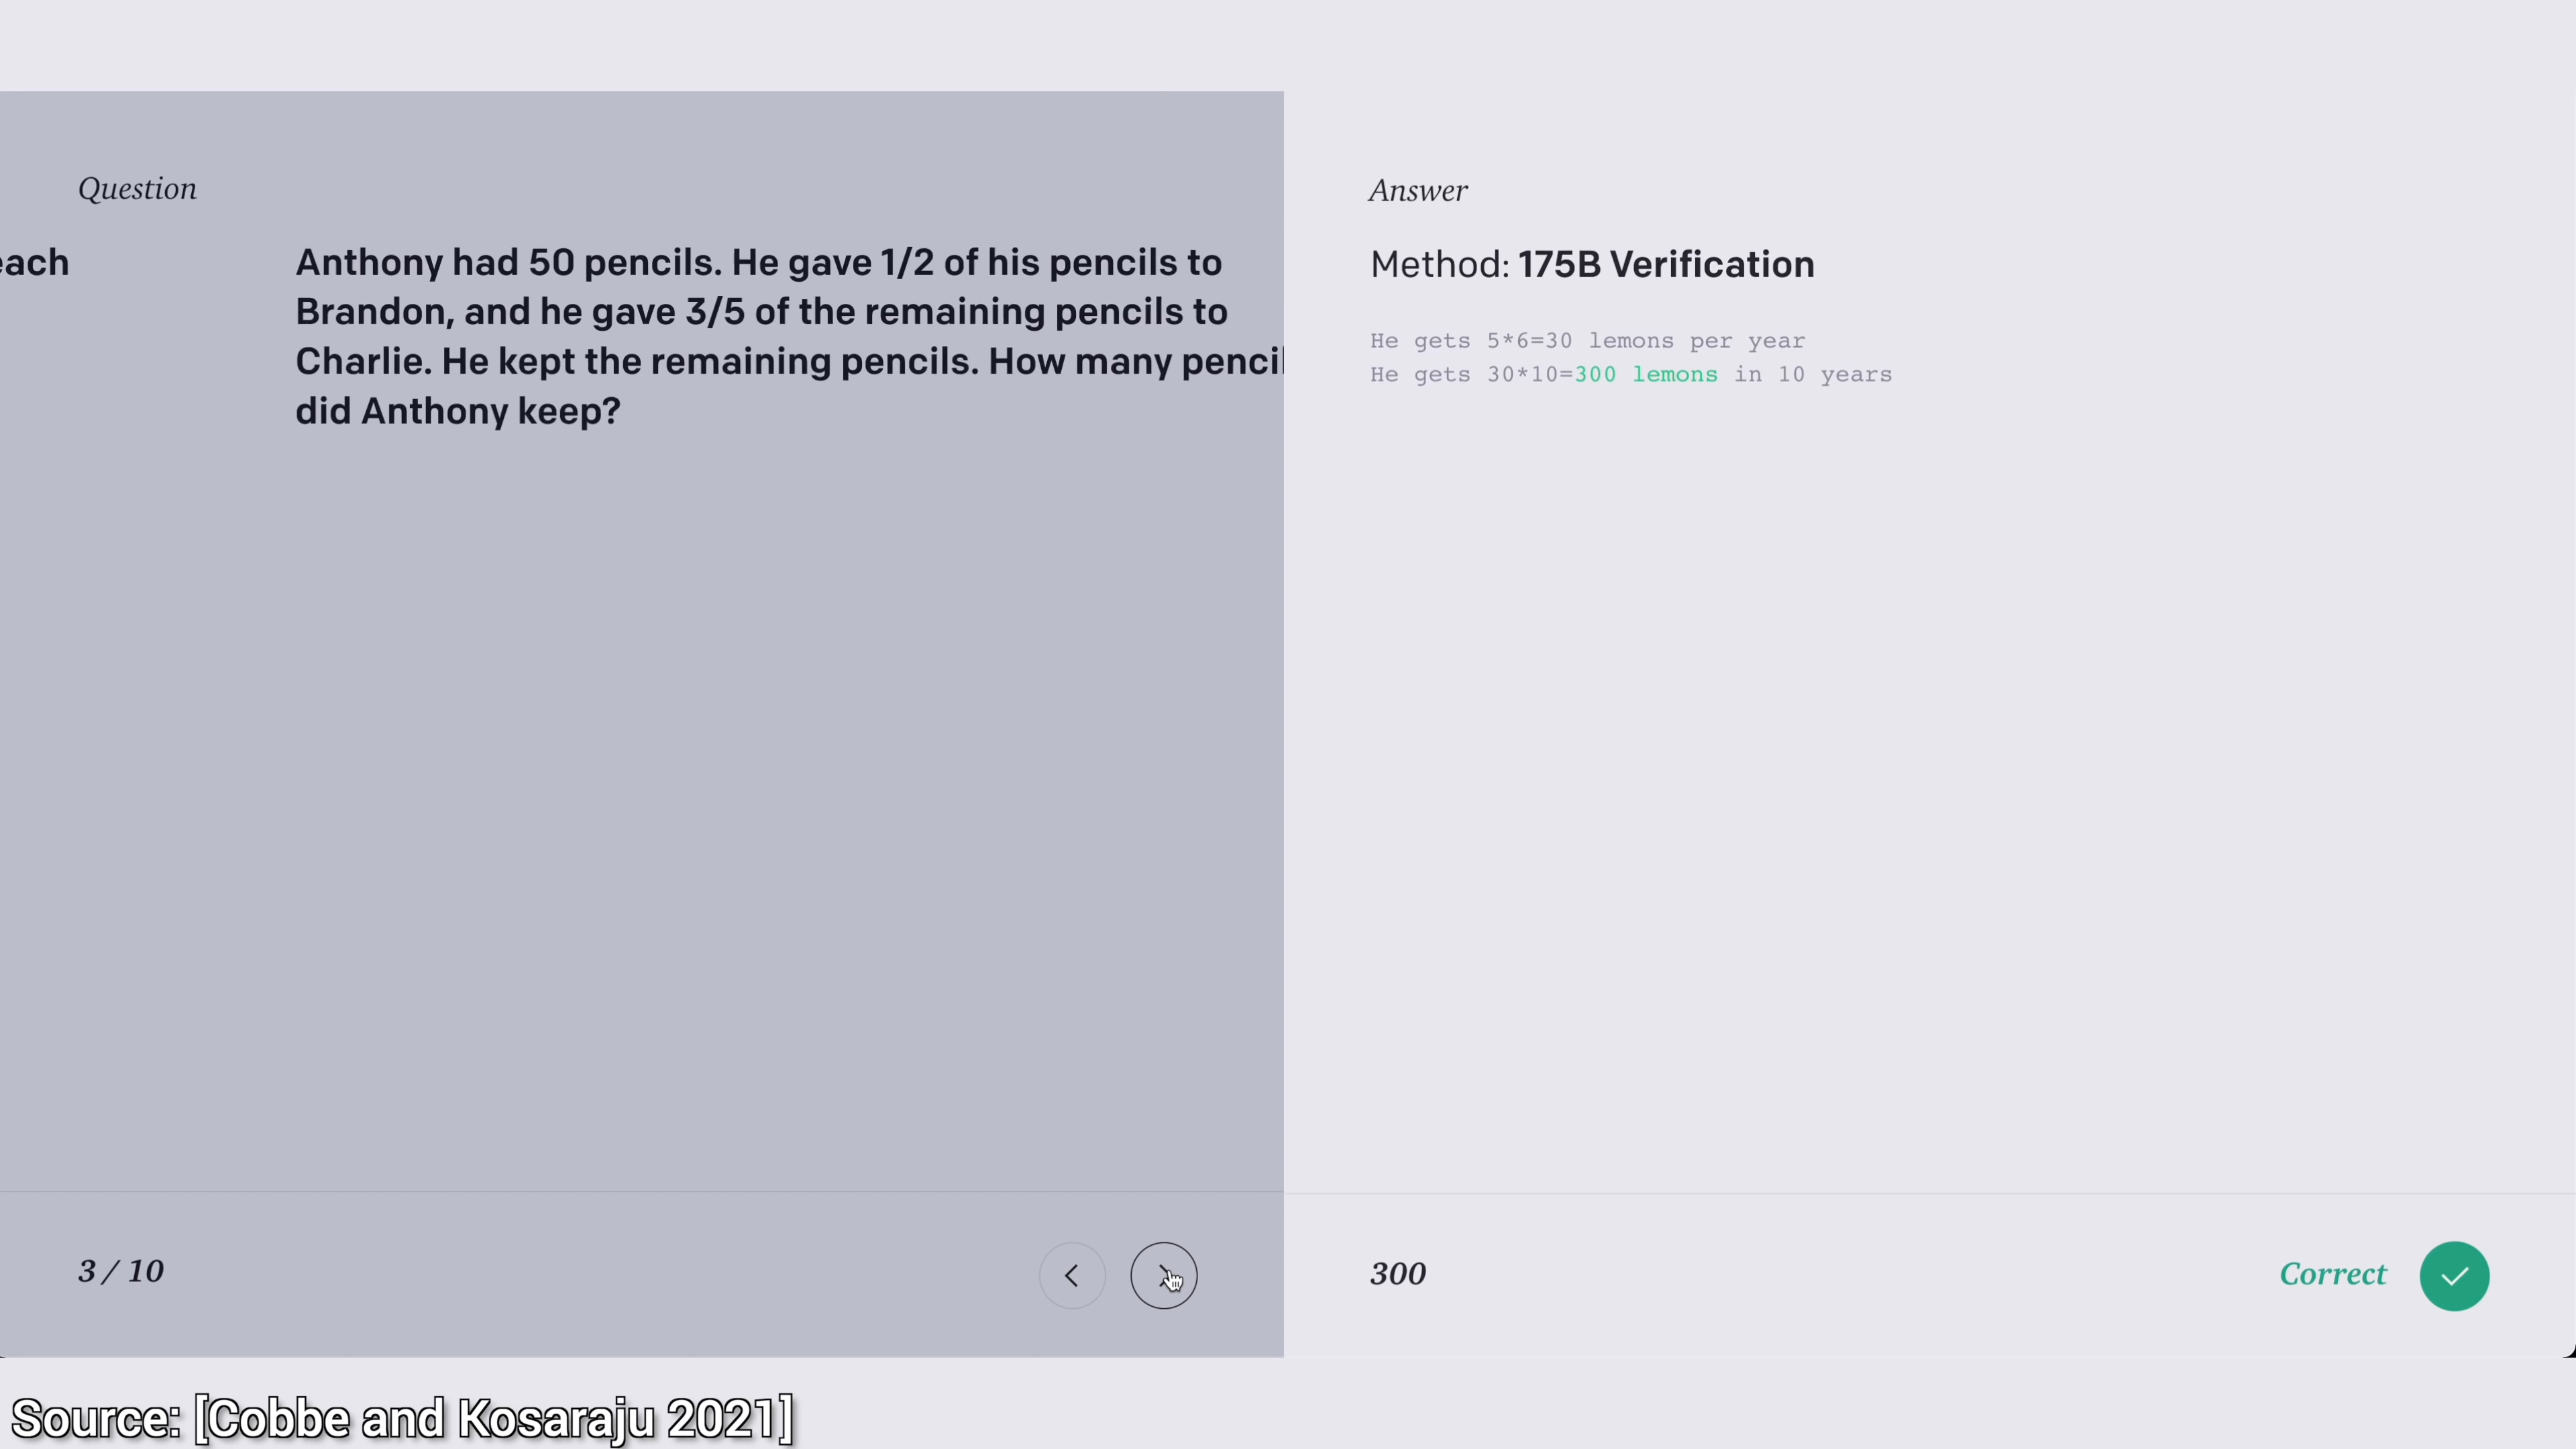 Question
each
Anthony had 50 pencils. He gave 1/2 of his pencils to
Brandon, and he gave 3/5 of the remaining pencils to
Charlie. He kept the remaining pencils. How many pencil
did Anthony keep?
3 / 10
Answer
Method: 175B Verification
He gets 5*6=30 lemons per year
He gets 30*10=300 lemons in 10 years
300
Correct
Source: [Cobbe and Kosaraju 2021]